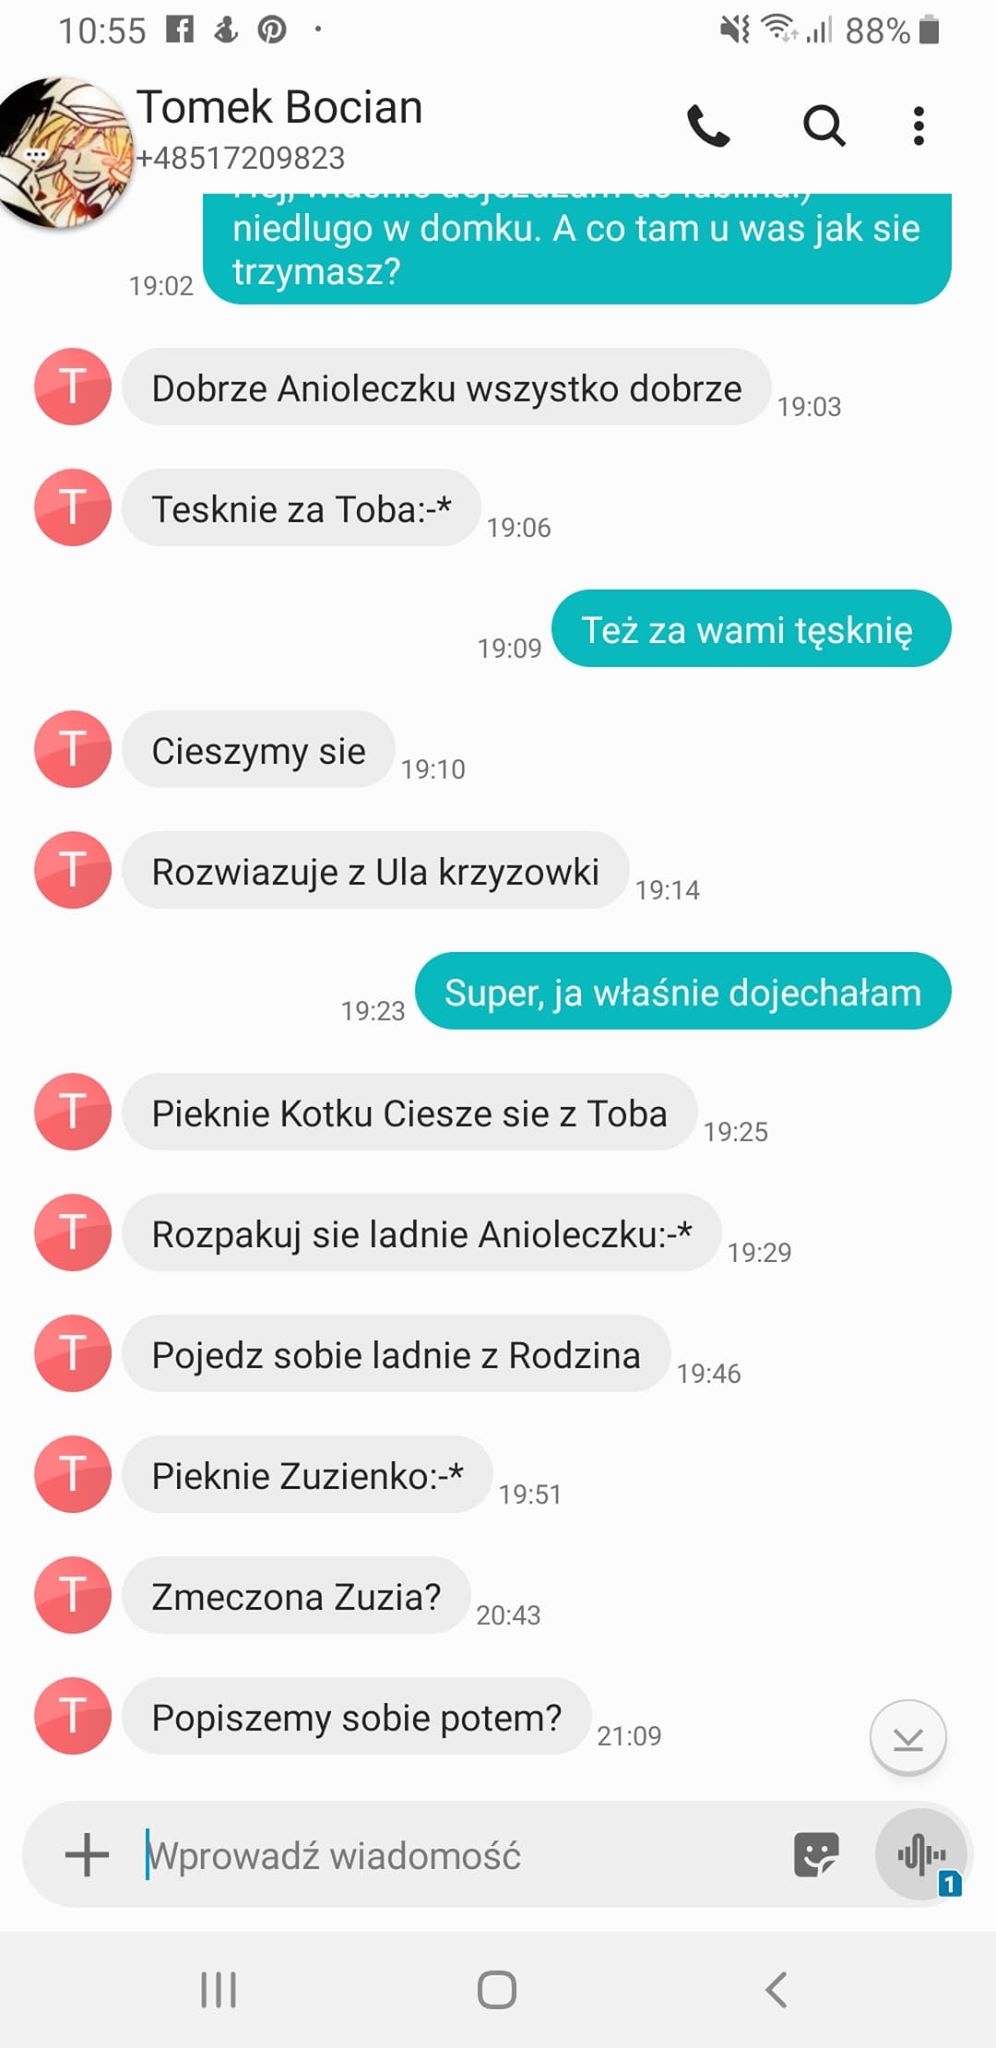 10:55
88%
Tomek Bocian
+48517209823
niedlugo w domku. A co tam u was jak sie
trzymasz?
19:02
T
Dobrze Anioleczku wszystko dobrze
19:03
T
Tesknie za Toba:-*
19:06
Też za wami tęsknię
19:09
T
Cieszymy sie
19:10
T
Rozwiazuje z Ula krzyzowki
19:14
Super, ja właśnie dojechałam
19:23
T
Pieknie Kotku Ciesze sie z Toba
19:25
T
Rozpakuj sie ladnie Anioleczku:-*
19:29
T
Pojedz sobie ladnie z Rodzina
19:46
T
Pieknie Zuzienko:-*
19:51
T
Zmeczona Zuzia?
20:43
T
Popiszemy sobie potem?
21:09
Wprowadź wiadomość
1